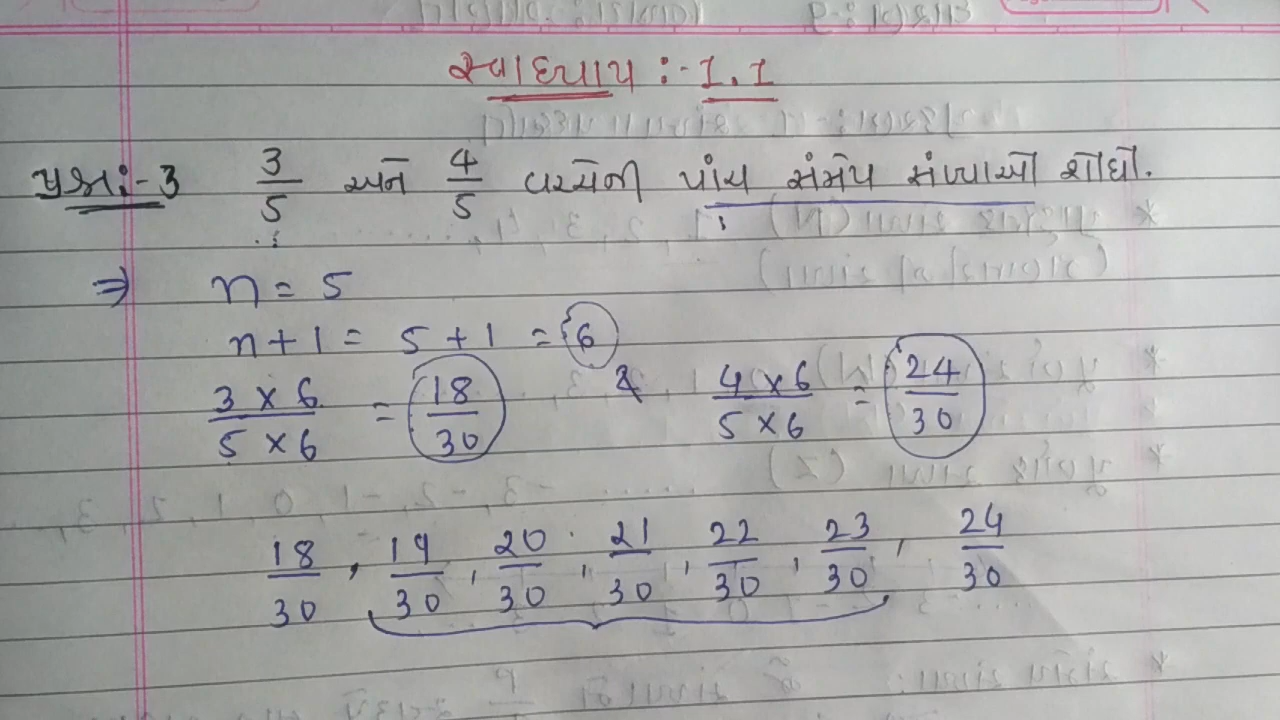 સ્વાધ્યાય :- 1.1
પ્રશ્ન:-3 3/5 અને 4/5 વચ્ચેની પાંચ સંમેય સંખ્યાઓ શોધો.
⇒ n = 5
n + 1 = 5 + 1 = 6
3 × 6 / 5 × 6 = 18/30 & 4 × 6 / 5 × 6 = 24/30
18/30 , 19/30 , 20/30 , 21/30 , 22/30 , 23/30 , 24/30